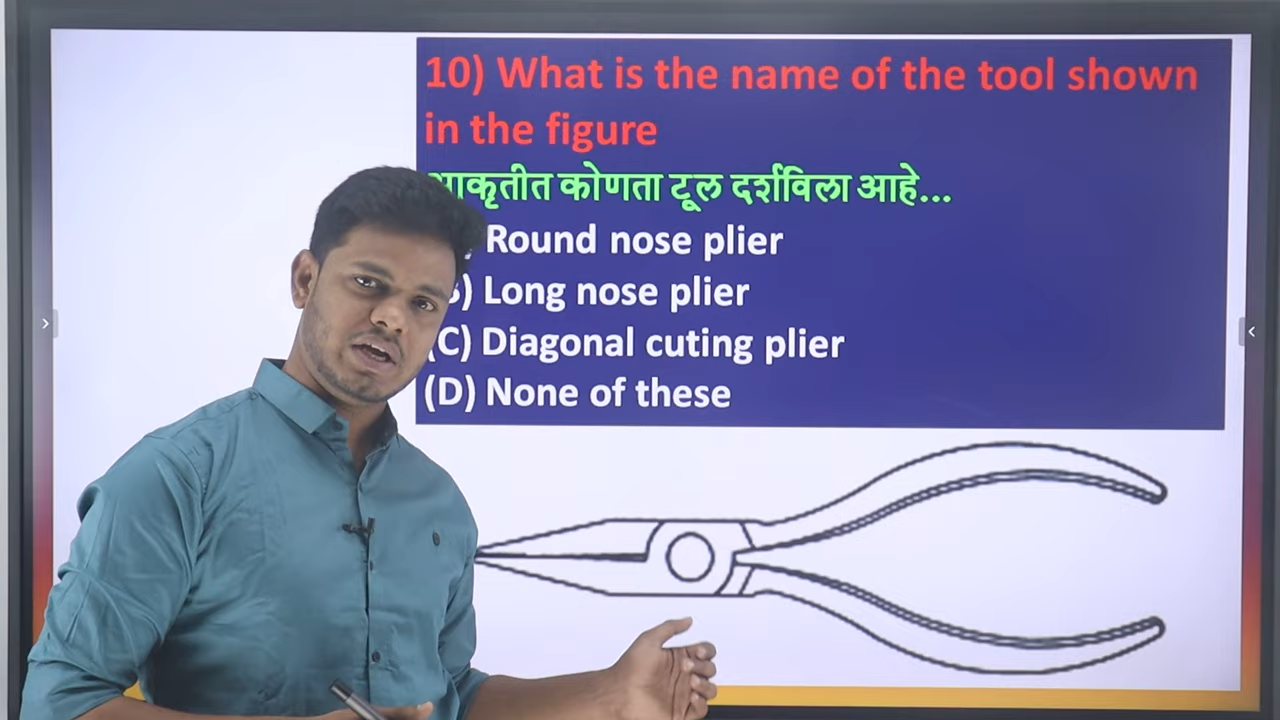 10) What is the name of the tool shown
in the figure
कोणता टूल दर्शविला आहे...
Round nose plier
) Long nose plier
(C) Diagonal cuting plier
(D) None of these